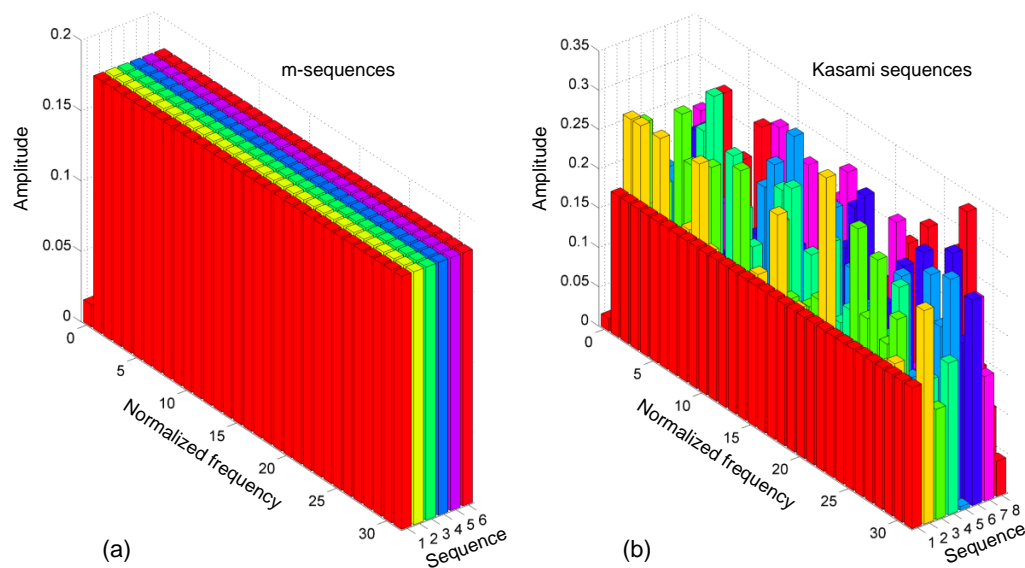 m-sequences
Amplitude
0.2
0.15
0.1
0.05
0
0
5
10
15
20
25
30
Normalized frequency
1 2 3 4 5 6
Sequence
(a)
Kasami sequences
Amplitude
0.35
0.3
0.25
0.2
0.15
0.1
0.05
0
0
5
10
15
20
25
30
Normalized frequency
1 2 3 4 5 6 7 8
Sequence
(b)